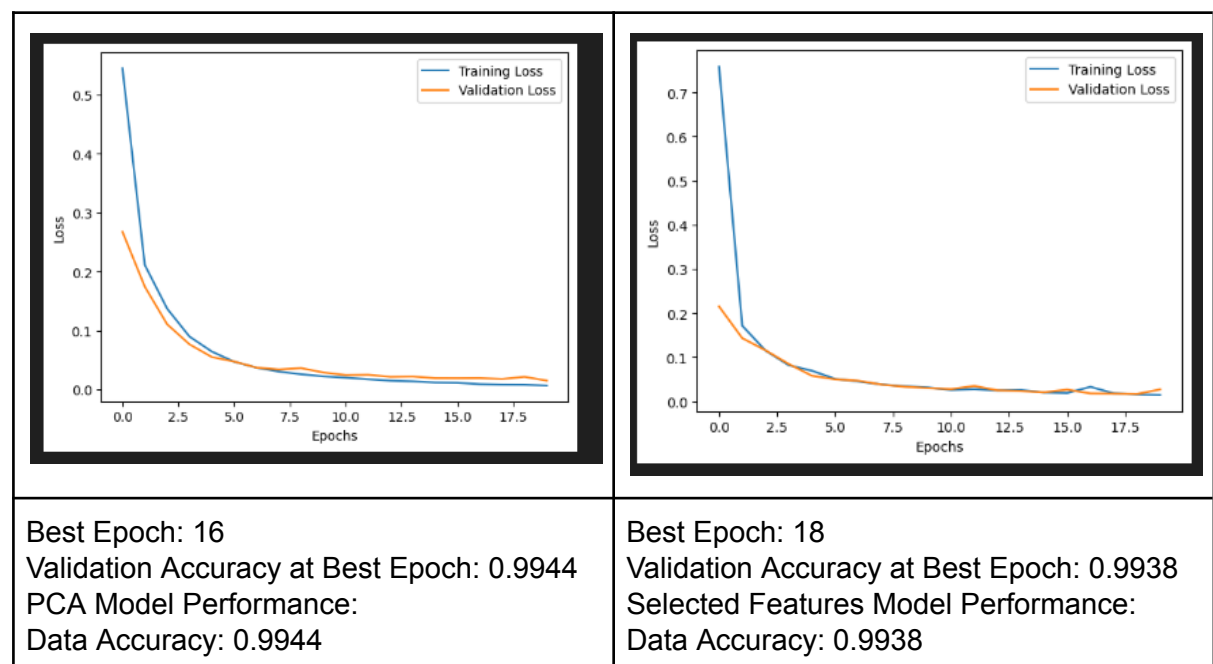 Training Loss
Validation Loss
0.5
0.4
0.3
0.2
0.1
0.0
Loss
0.0 2.5 5.0 7.5 10.0 12.5 15.0 17.5
Epochs
Training Loss
Validation Loss
0.7
0.6
0.5
0.4
0.3
0.2
0.1
0.0
Loss
0.0 2.5 5.0 7.5 10.0 12.5 15.0 17.5
Epochs
Best Epoch: 16
Validation Accuracy at Best Epoch: 0.9944
PCA Model Performance:
Data Accuracy: 0.9944
Best Epoch: 18
Validation Accuracy at Best Epoch: 0.9938
Selected Features Model Performance:
Data Accuracy: 0.9938